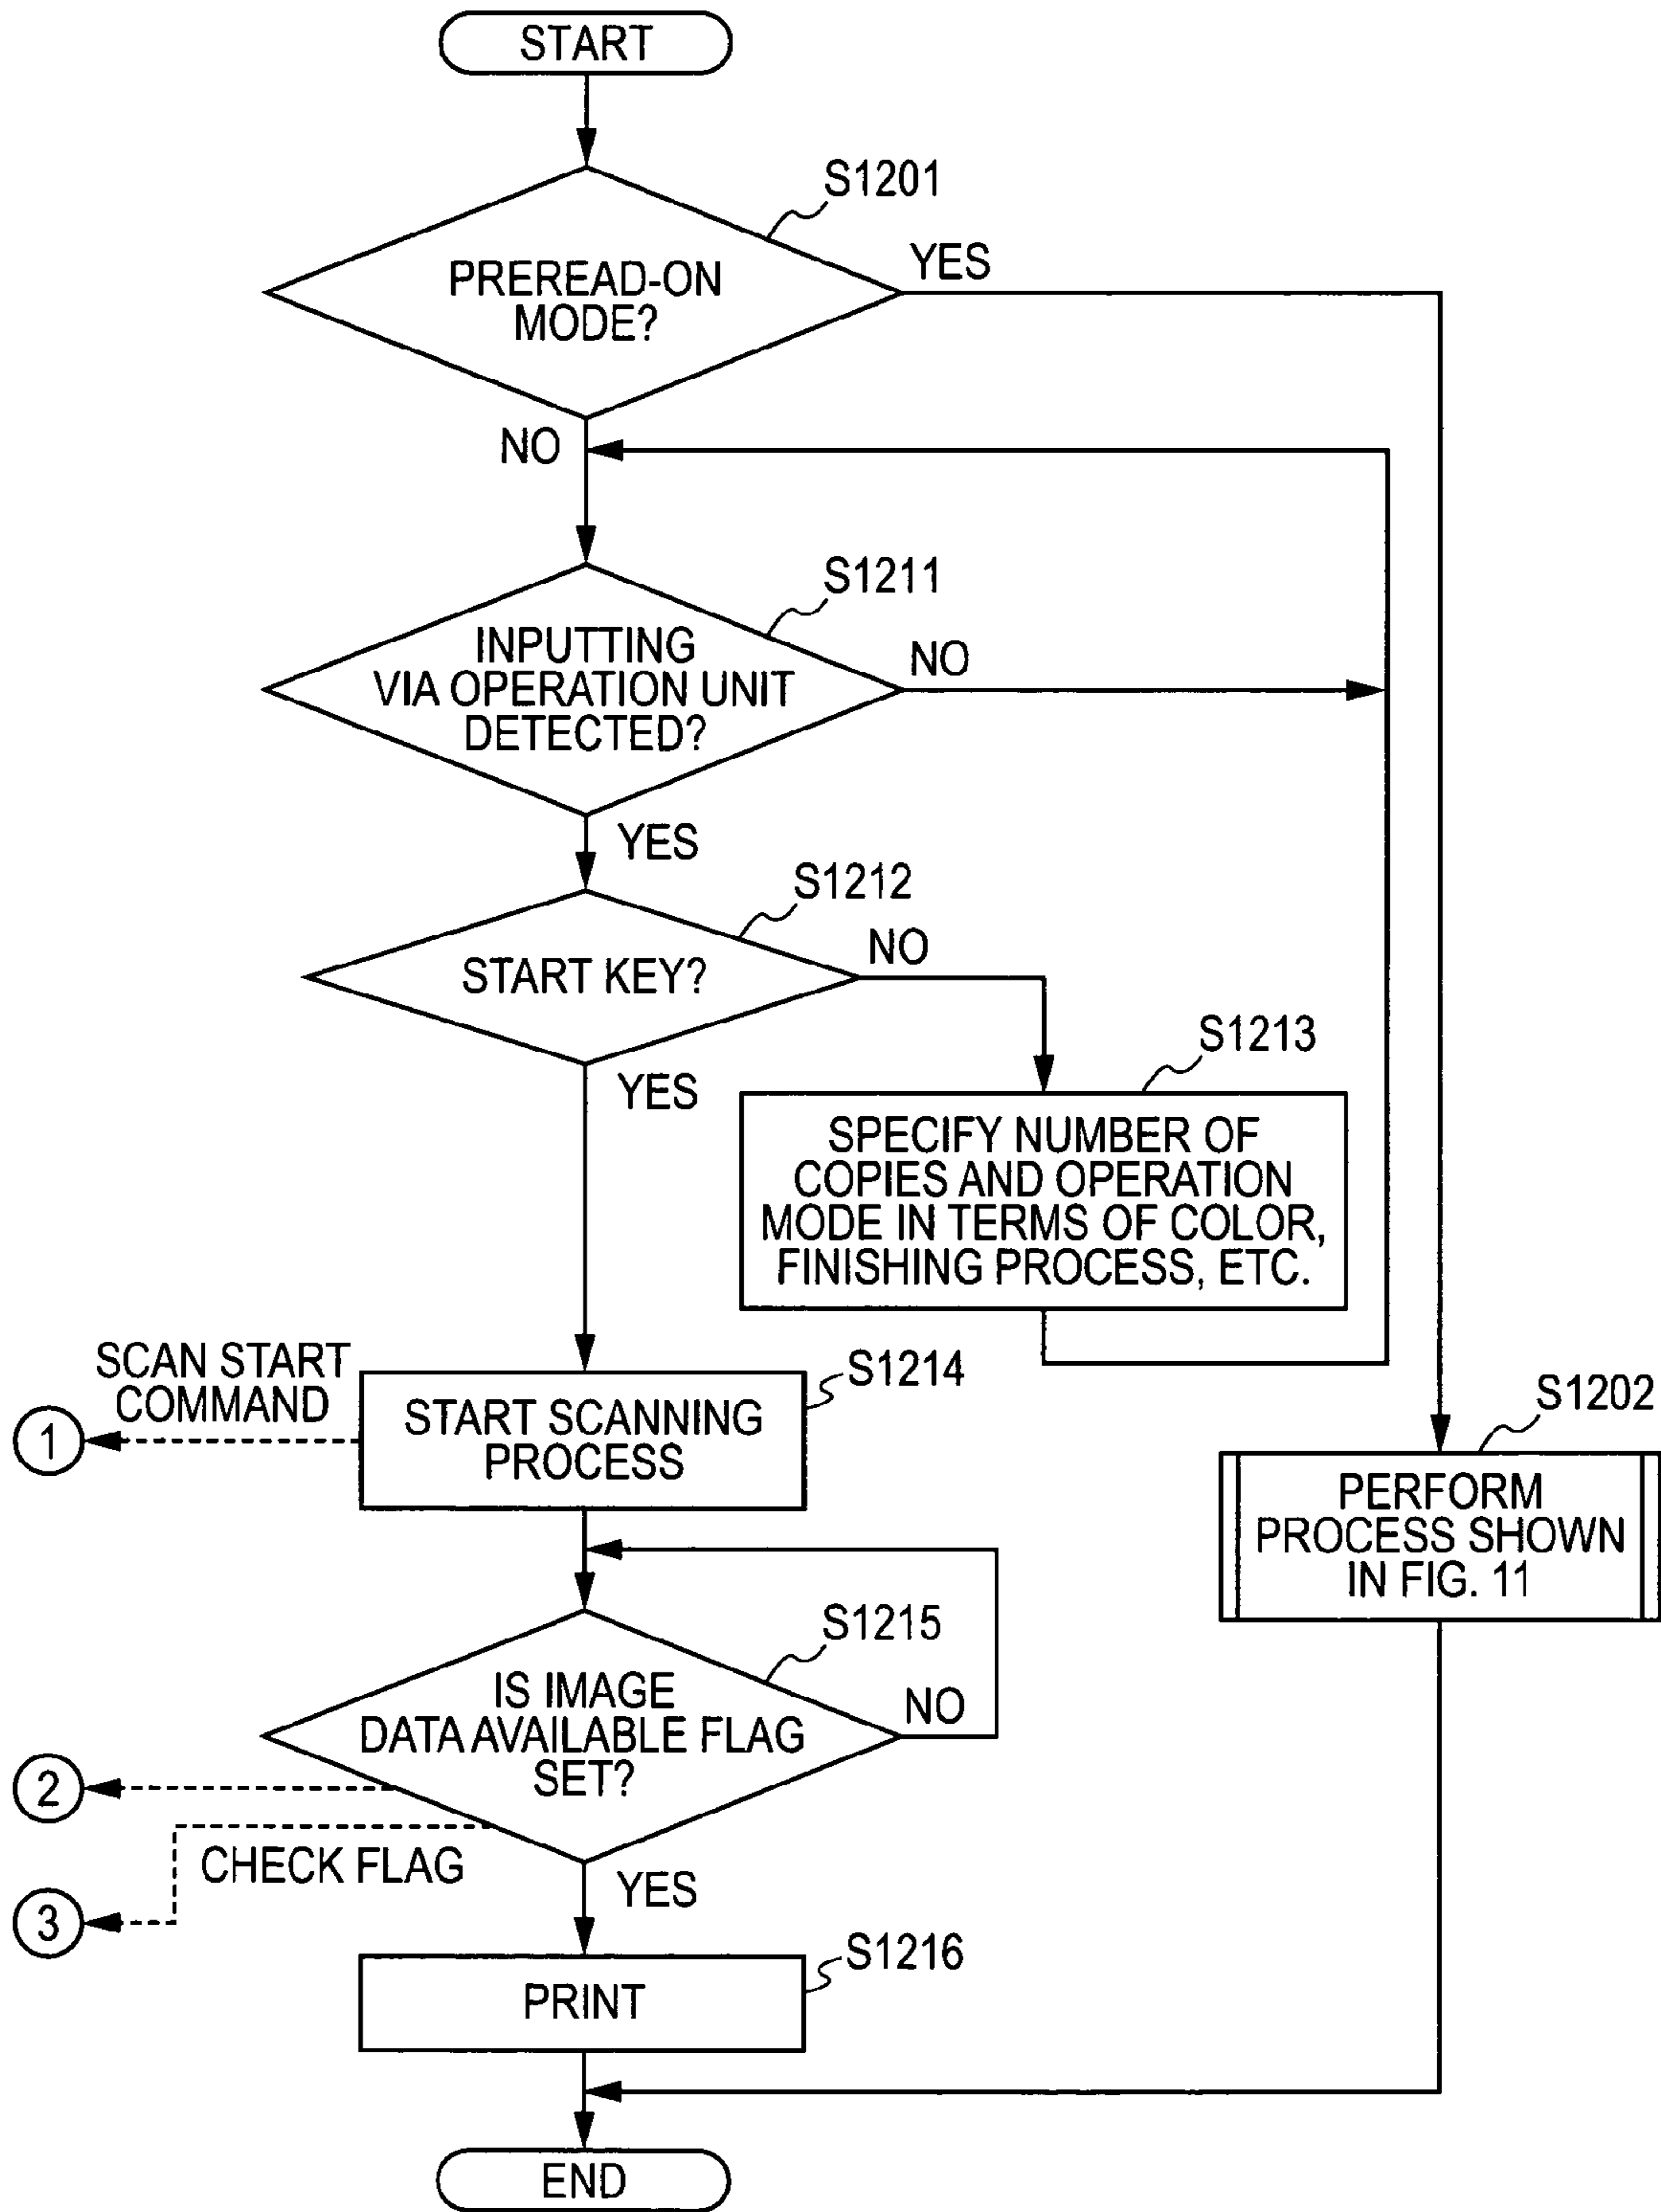 START
S1201
PREREAD-ON
MODE?
YES
NO
S1211
INPUTTING
VIA OPERATION UNIT
DETECTED?
NO
YES
S1212
START KEY?
NO
YES
S1213
SPECIFY NUMBER OF
COPIES AND OPERATION
MODE IN TERMS OF COLOR,
FINISHING PROCESS, ETC.
SCAN START
COMMAND
1
S1214
START SCANNING
PROCESS
S1202
PERFORM
PROCESS SHOWN
IN FIG. 11
S1215
IS IMAGE
DATA AVAILABLE FLAG
SET?
NO
2
CHECK FLAG
3
YES
S1216
PRINT
END